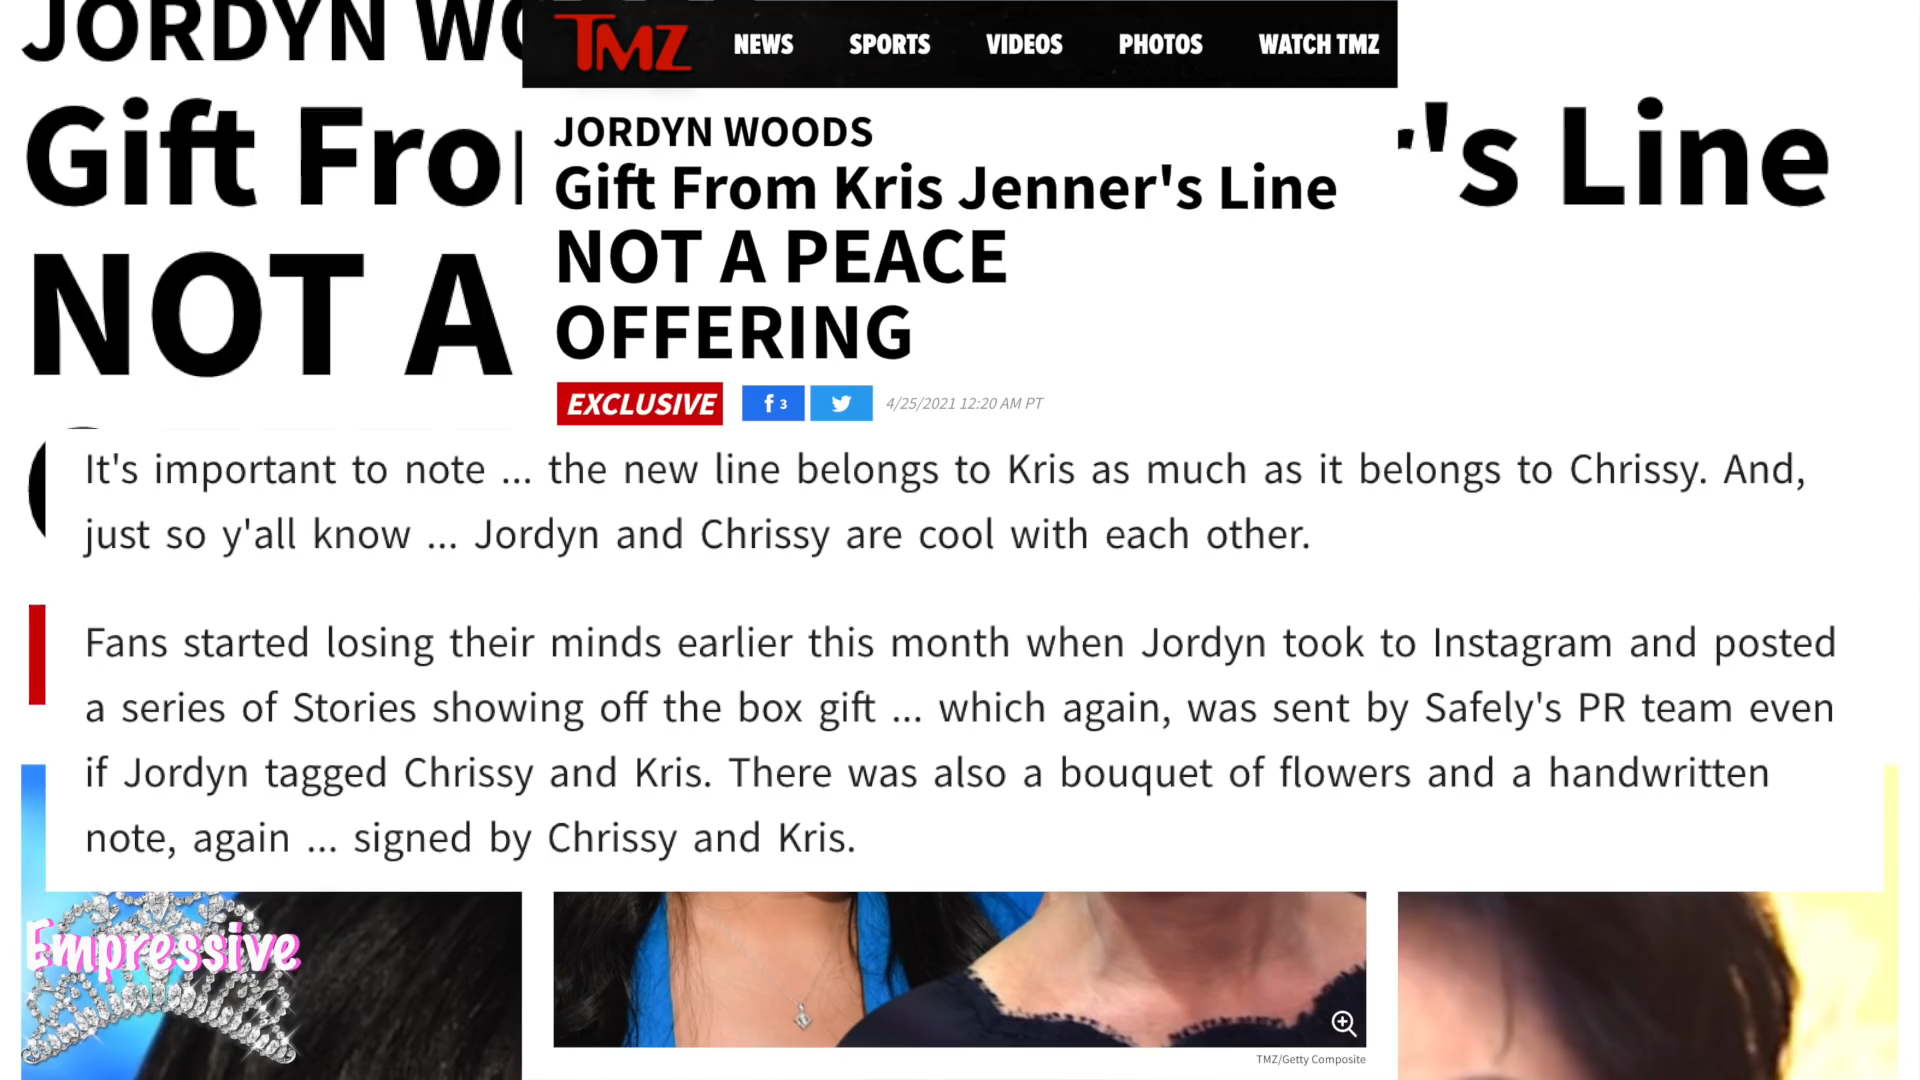 JORDYN WO
Gift Fro
r's Line
NOT A
TMZ NEWS SPORTS VIDEOS PHOTOS WATCH TMZ
JORDYN WOODS
Gift From Kris Jenner's Line
NOT A PEACE
OFFERING
EXCLUSIVE f 3 4/25/2021 12:20 AM PT
It's important to note ... the new line belongs to Kris as much as it belongs to Chrissy. And,
just so y'all know ... Jordyn and Chrissy are cool with each other.
Fans started losing their minds earlier this month when Jordyn took to Instagram and posted
a series of Stories showing off the box gift ... which again, was sent by Safely's PR team even
if Jordyn tagged Chrissy and Kris. There was also a bouquet of flowers and a handwritten
note, again ... signed by Chrissy and Kris.
Empressive
TMZ/Getty Composite